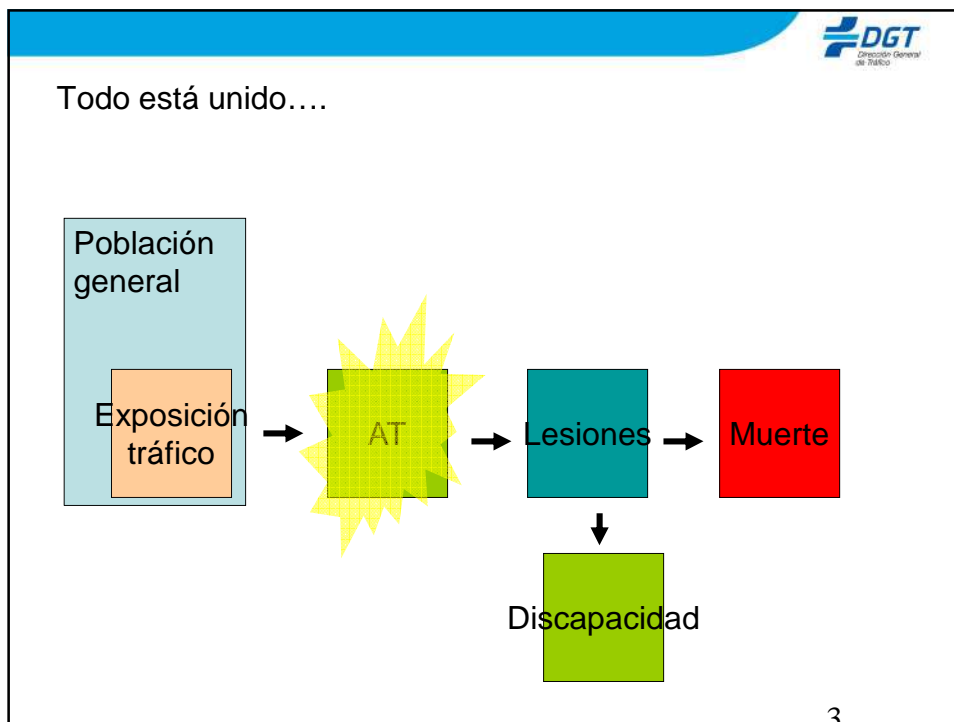 DGT
Dirección General
de Tráfico
Todo está unido….
Población
general
Exposición
tráfico
AT
Lesiones
Muerte
Discapacidad
3